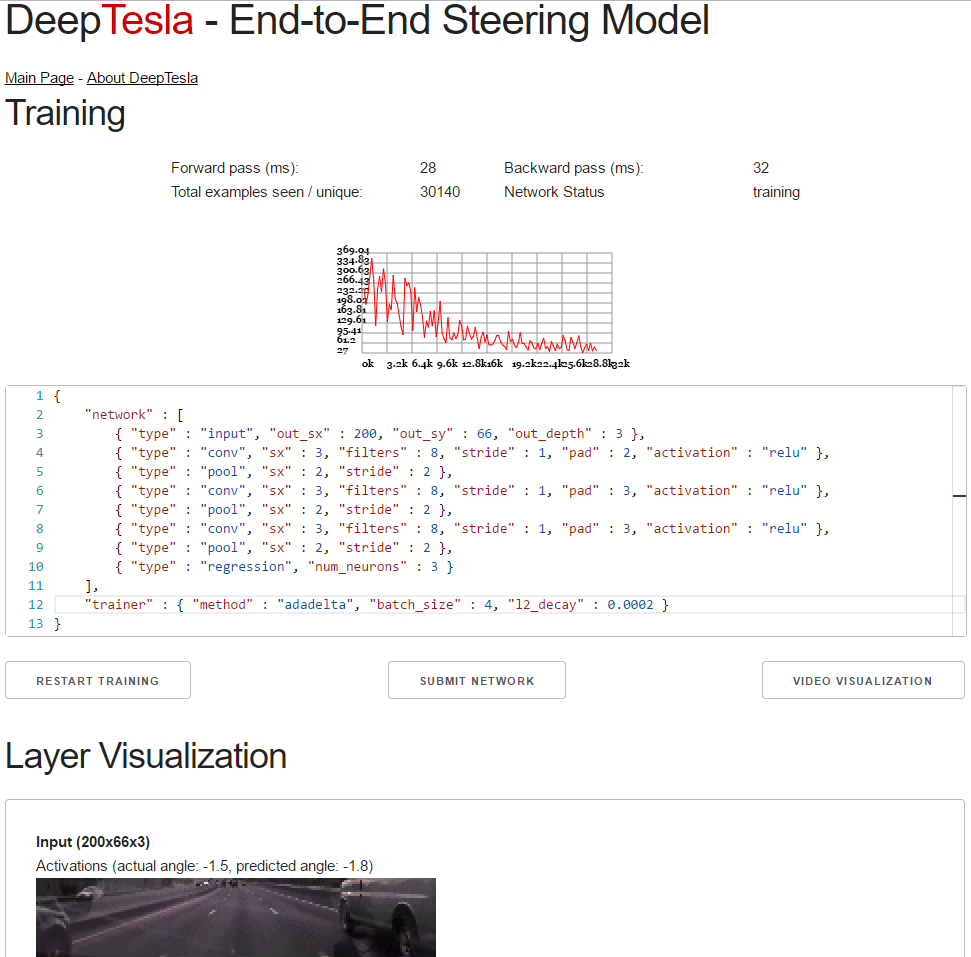 DeepTesla - End-to-End Steering Model
Main Page - About DeepTesla
Training
Forward pass (ms): 28 Backward pass (ms): 32
Total examples seen / unique: 30140 Network Status training
369.04
334.83
300.63
266.43
232.22
198.02
163.81
129.61
95.41
61.2
27
0k 3.2k 6.4k 9.6k 12.8k 16k 19.2k 22.4k 25.6k 28.8k 32k
1 {
2 "network" : [
3 { "type" : "input", "out_sx" : 200, "out_sy" : 66, "out_depth" : 3 },
4 { "type" : "conv", "sx" : 3, "filters" : 8, "stride" : 1, "pad" : 2, "activation" : "relu" },
5 { "type" : "pool", "sx" : 2, "stride" : 2 },
6 { "type" : "conv", "sx" : 3, "filters" : 8, "stride" : 1, "pad" : 3, "activation" : "relu" },
7 { "type" : "pool", "sx" : 2, "stride" : 2 },
8 { "type" : "conv", "sx" : 3, "filters" : 8, "stride" : 1, "pad" : 3, "activation" : "relu" },
9 { "type" : "pool", "sx" : 2, "stride" : 2 },
10 { "type" : "regression", "num_neurons" : 3 }
11 ],
12 "trainer" : { "method" : "adadelta", "batch_size" : 4, "l2_decay" : 0.0002 }
13 }
RESTART TRAINING SUBMIT NETWORK VIDEO VISUALIZATION
Layer Visualization
Input (200x66x3)
Activations (actual angle: -1.5, predicted angle: -1.8)